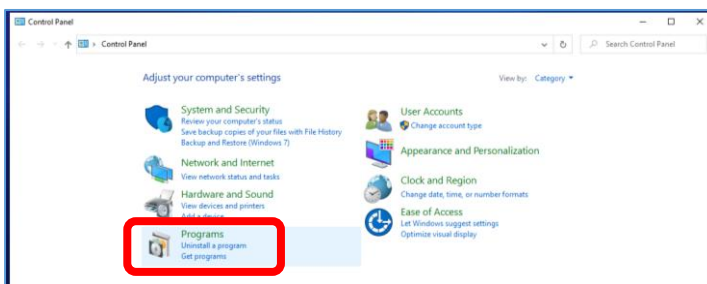 Control Panel
Control Panel
Search Control Panel
Adjust your computer's settings
View by: Category
System and Security
Review your computer's status
Save backup copies of your files with File History
Backup and Restore (Windows 7)
Network and Internet
View network status and tasks
Hardware and Sound
View devices and printers
Add a device
Programs
Uninstall a program
Get programs
User Accounts
Change account type
Appearance and Personalization
Clock and Region
Change date, time, or number formats
Ease of Access
Let Windows suggest settings
Optimize visual display